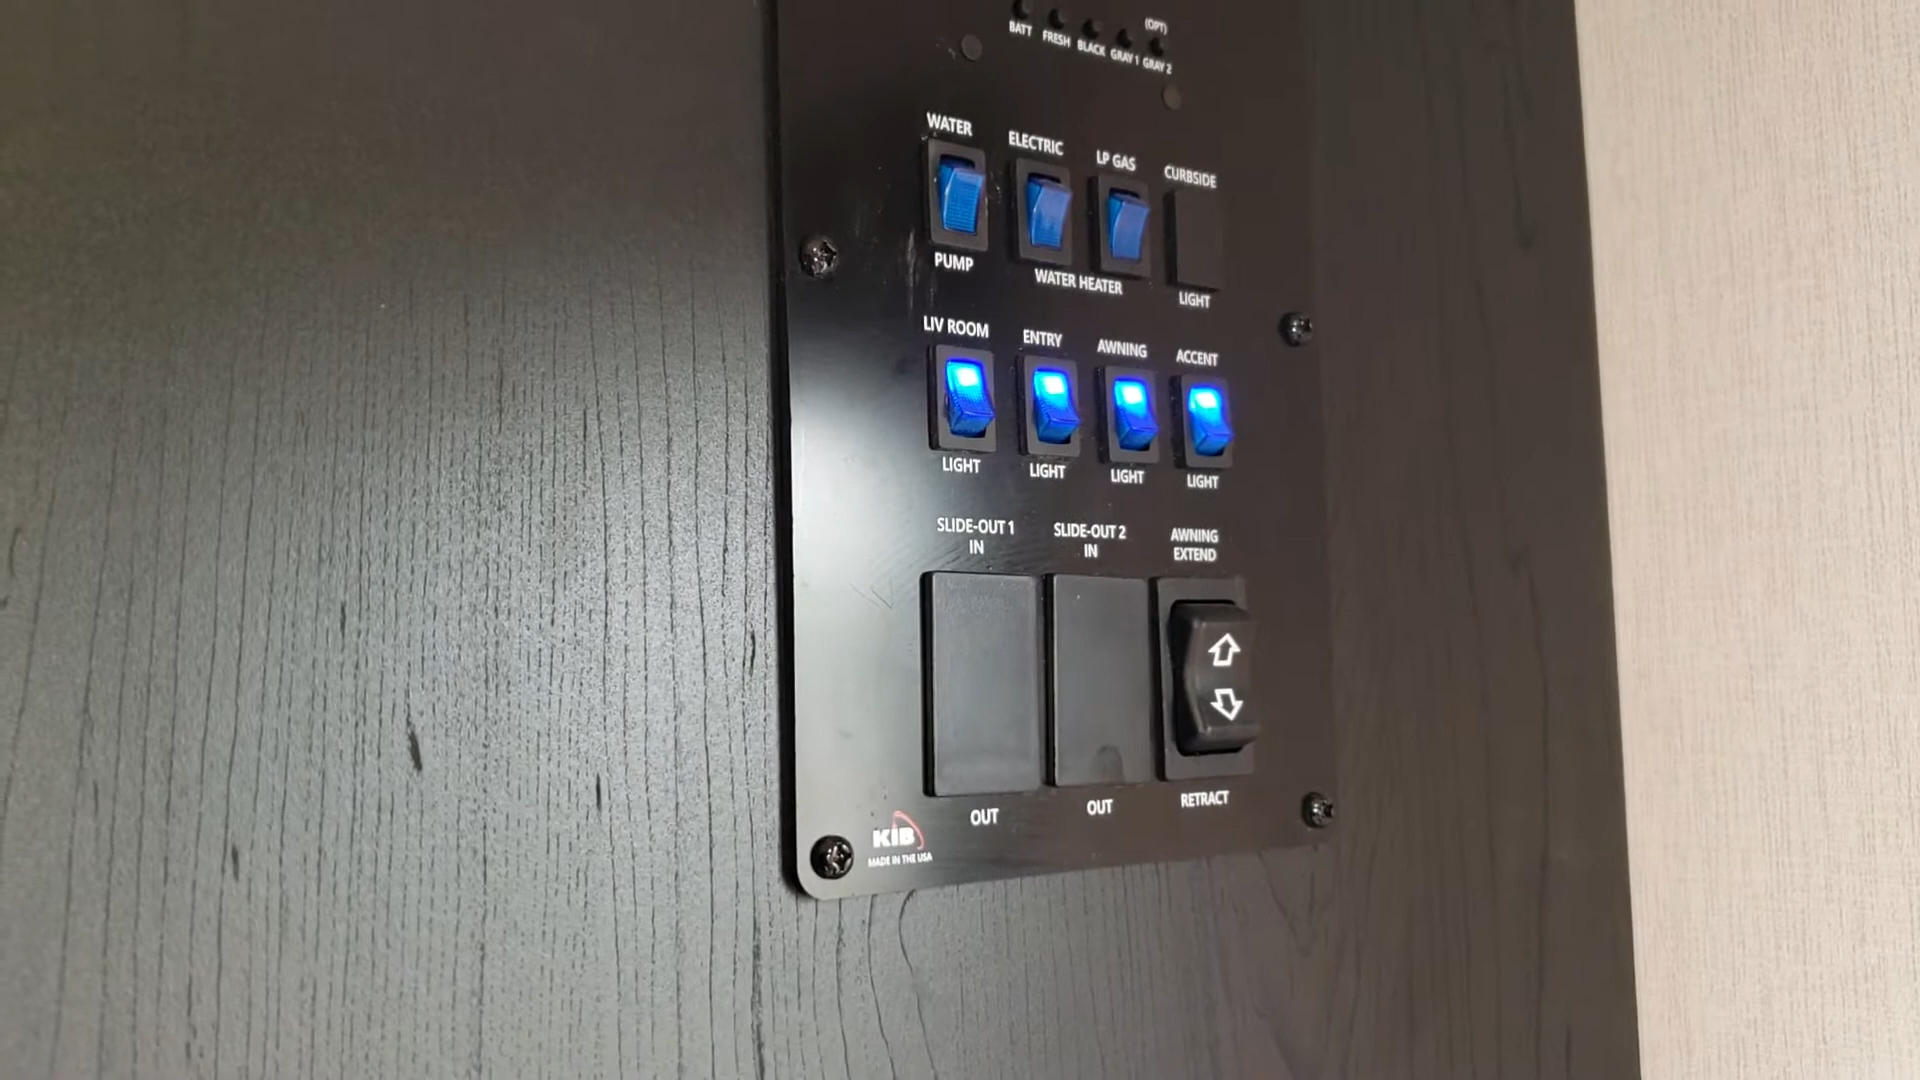 (OPT)
BATT FRESH BLACK GRAY 1 GRAY 2
WATER ELECTRIC LP GAS CURBSIDE
PUMP WATER HEATER LIGHT
LIV ROOM ENTRY AWNING ACCENT
LIGHT LIGHT LIGHT LIGHT
SLIDE-OUT 1 SLIDE-OUT 2 AWNING
IN IN EXTEND
OUT OUT RETRACT
KIB
MADE IN THE USA